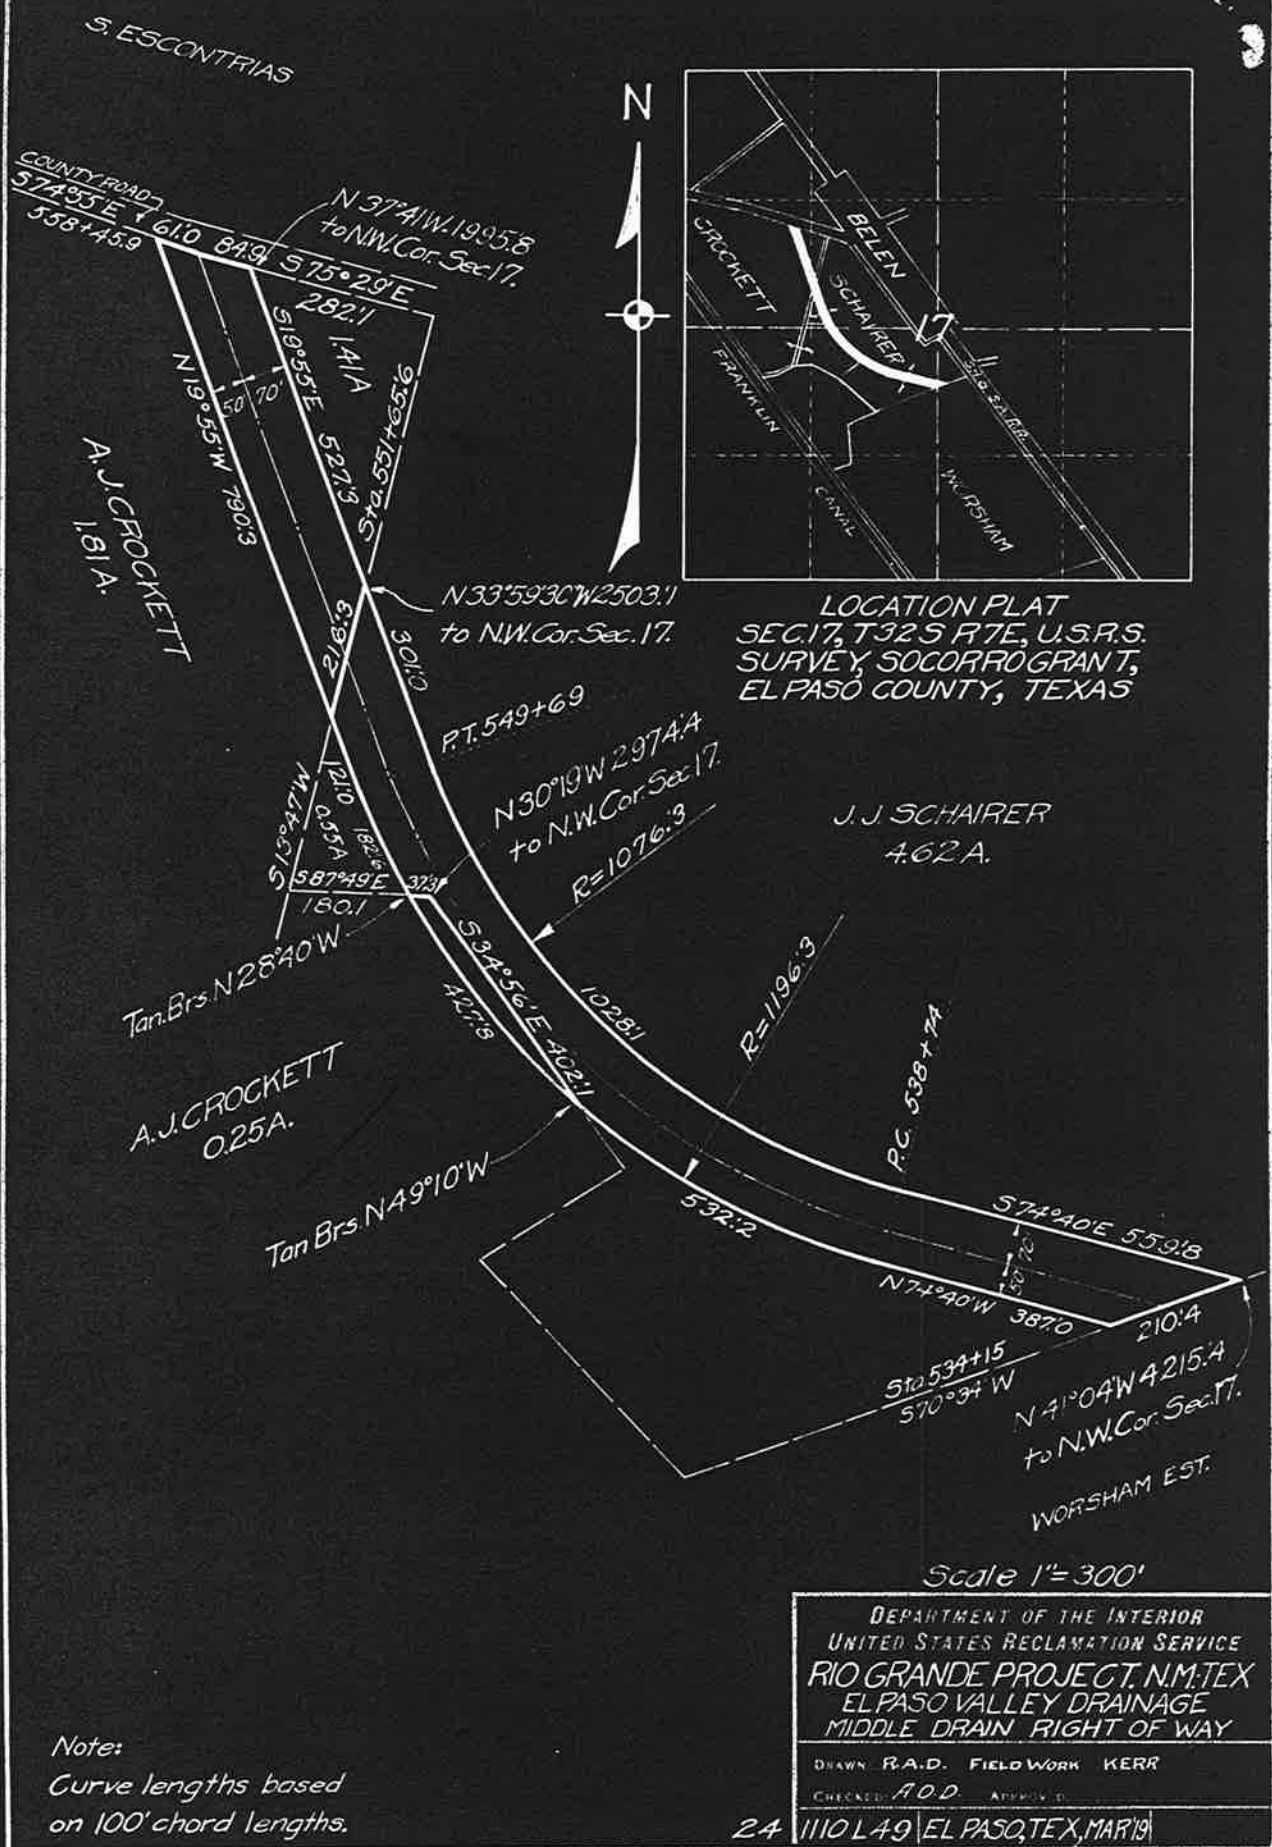 S. ESCONTRIAS
N
COUNTY ROAD
S74°55'E
558+45.9
61.0
84.9
N 37°41'W. 1995.8
to N.W. Cor. Sec. 17.
S 75°29'E
282.1
1.41A
S19°55'E 527.3
Sta. 551+65.6
50' 70'
N19°55'W 790.3
A.J. CROCKETT
1.81 A.
N33°59'30"W 2503.1
to N.W. Cor. Sec. 17.
216.3
301.0
P.T. 549+69
N30°19'W 2974.4
to N.W. Cor. Sec. 17.
R=1076.3
S13°47'W
121.0
0.55A
182.6
S87°49'E
180.1
37.3
Tan. Brs. N28°40'W
S34°56'E 402.1
427.8
1028.1
J.J. SCHAIRER
4.62 A.
R=1196.3
P.C. 538+74
A.J. CROCKETT
0.25A.
Tan Brs. N49°10'W
532.2
S74°40'E 559.8
50' 70'
N74°40'W 387.0
210.4
Sta 534+15
S70°34'W
N 41°04'W 4215.4
to N.W. Cor. Sec. 17.
WORSHAM EST.
BELEN
CROCKETT
SCHAIRER
17
FRANKLIN
CANAL
WORSHAM
LOCATION PLAT
SEC.17, T32S R7E, U.S.R.S.
SURVEY, SOCORRO GRANT,
EL PASO COUNTY, TEXAS
Scale 1"=300'
DEPARTMENT OF THE INTERIOR
UNITED STATES RECLAMATION SERVICE
RIO GRANDE PROJECT. N.M.-TEX
EL PASO VALLEY DRAINAGE
MIDDLE DRAIN RIGHT OF WAY
DRAWN R.A.D. FIELD WORK KERR
CHECKED A.O.D. APPROVED
24 1110 L49 EL PASO, TEX, MAR '19
Note:
Curve lengths based
on 100' chord lengths.